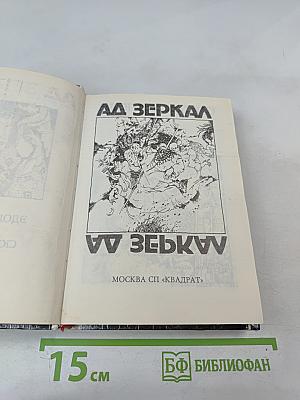 АД ЗЕРКАЛ
АД ЗЕРКАЛ
МОСКВА СП «КВАДРАТ»
15 см
БФ БИБЛИОФАН